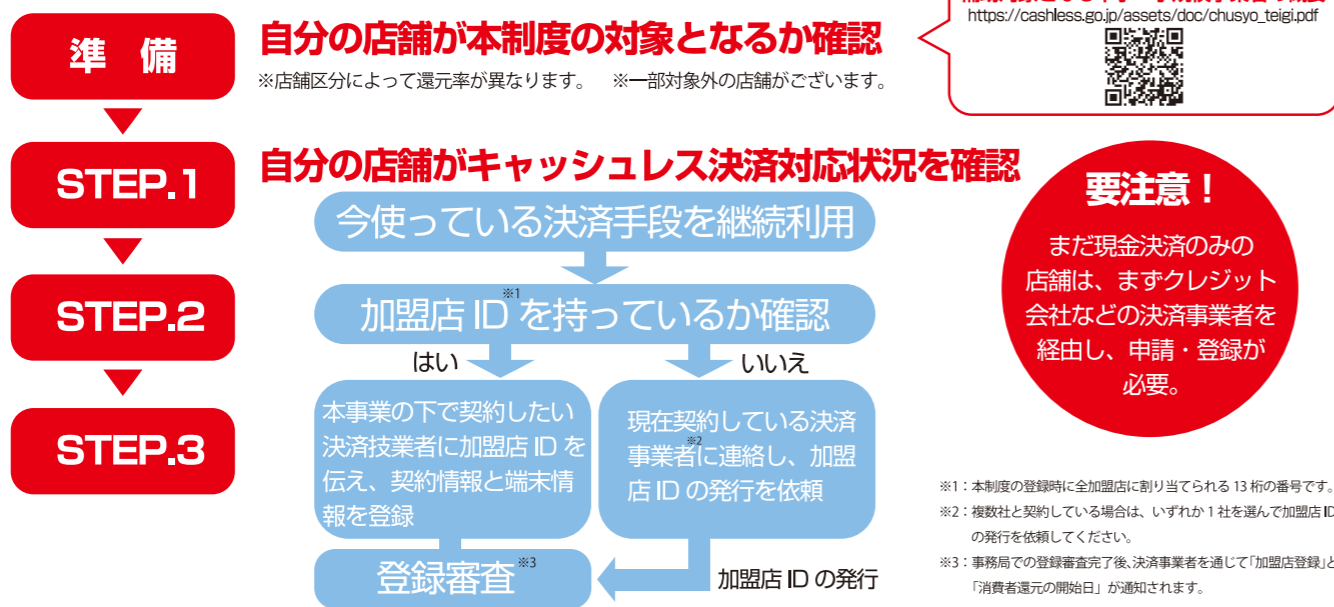 https://cashless.go.jp/assets/doc/chusyo_teigi.pdf
準 備
自分の店舗が本制度の対象となるか確認
※店舗区分によって還元率が異なります。 ※一部対象外の店舗がございます。
STEP.1
自分の店舗がキャッシュレス決済対応状況を確認
今使っている決済手段を継続利用
STEP.2
加盟店 ID※1を持っているか確認
はい
いいえ
STEP.3
本事業の下で契約したい
決済技業者に加盟店 ID を
伝え、契約情報と端末情
報を登録
現在契約している決済
事業者※2に連絡し、加盟
店 ID の発行を依頼
登録審査※3
加盟店 ID の発行
要注意！
まだ現金決済のみの
店舗は、まずクレジット
会社などの決済事業者を
経由し、申請・登録が
必要。
※1：本制度の登録時に全加盟店に割り当てられる 13 桁の番号です。
※2：複数社と契約している場合は、いずれか 1 社を選んで加盟店 ID
の発行を依頼してください。
※3：事務局での登録審査完了後、決済事業者を通じて「加盟店登録」と
「消費者還元の開始日」が通知されます。